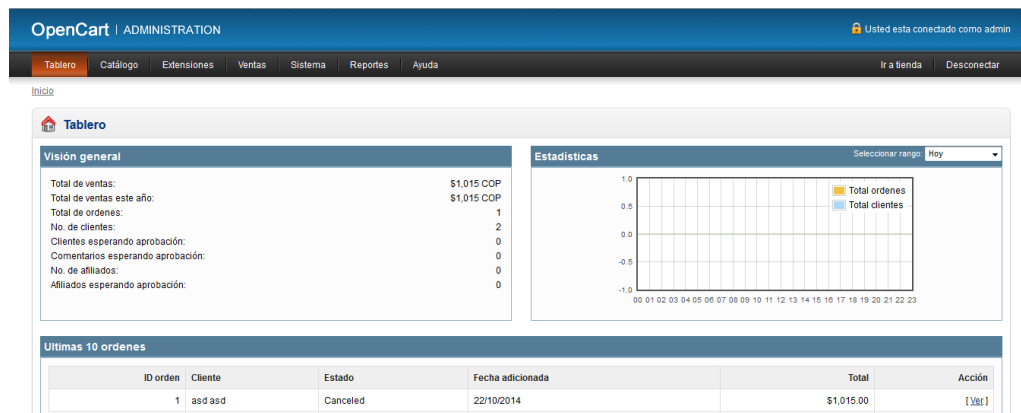 OpenCart | ADMINISTRATION
Usted esta conectado como admin
Tablero Catálogo Extensiones Ventas Sistema Reportes Ayuda Ir a tienda Desconectar
Inicio
Tablero
Visión general
Total de ventas: $1,015 COP
Total de ventas este año: $1,015 COP
Total de ordenes: 1
No. de clientes: 2
Clientes esperando aprobación: 0
Comentarios esperando aprobación: 0
No. de afiliados: 0
Afiliados esperando aprobación: 0
Estadísticas
Seleccionar rango: Hoy
1.0
0.5
0.0
-0.5
-1.0
Total ordenes
Total clientes
00 01 02 03 04 05 06 07 08 09 10 11 12 13 14 15 16 17 18 19 20 21 22 23
Ultimas 10 ordenes
ID orden Cliente Estado Fecha adicionada Total Acción
1 asd asd Canceled 22/10/2014 $1,015.00 [ Ver ]